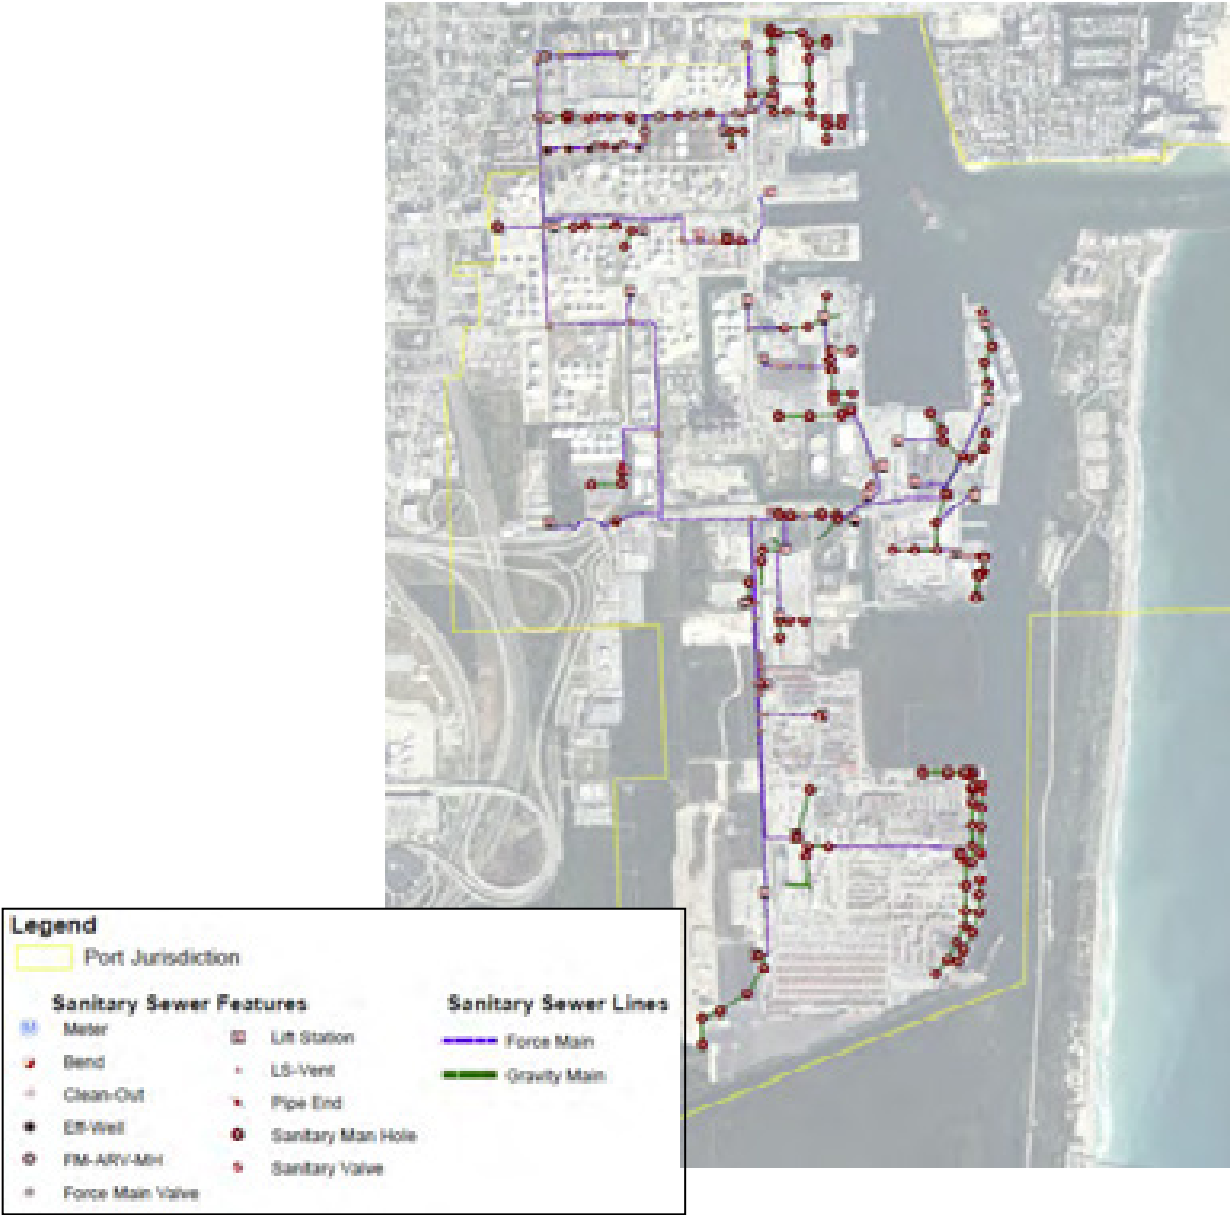 Legend
Port Jurisdiction
Sanitary Sewer Features
Meter
Bend
Clean-Out
Eff-Well
FM-ARV-MH
Force Main Valve
Lift Station
LS-Vent
Pipe End
Sanitary Man Hole
Sanitary Valve
Sanitary Sewer Lines
Force Main
Gravity Main